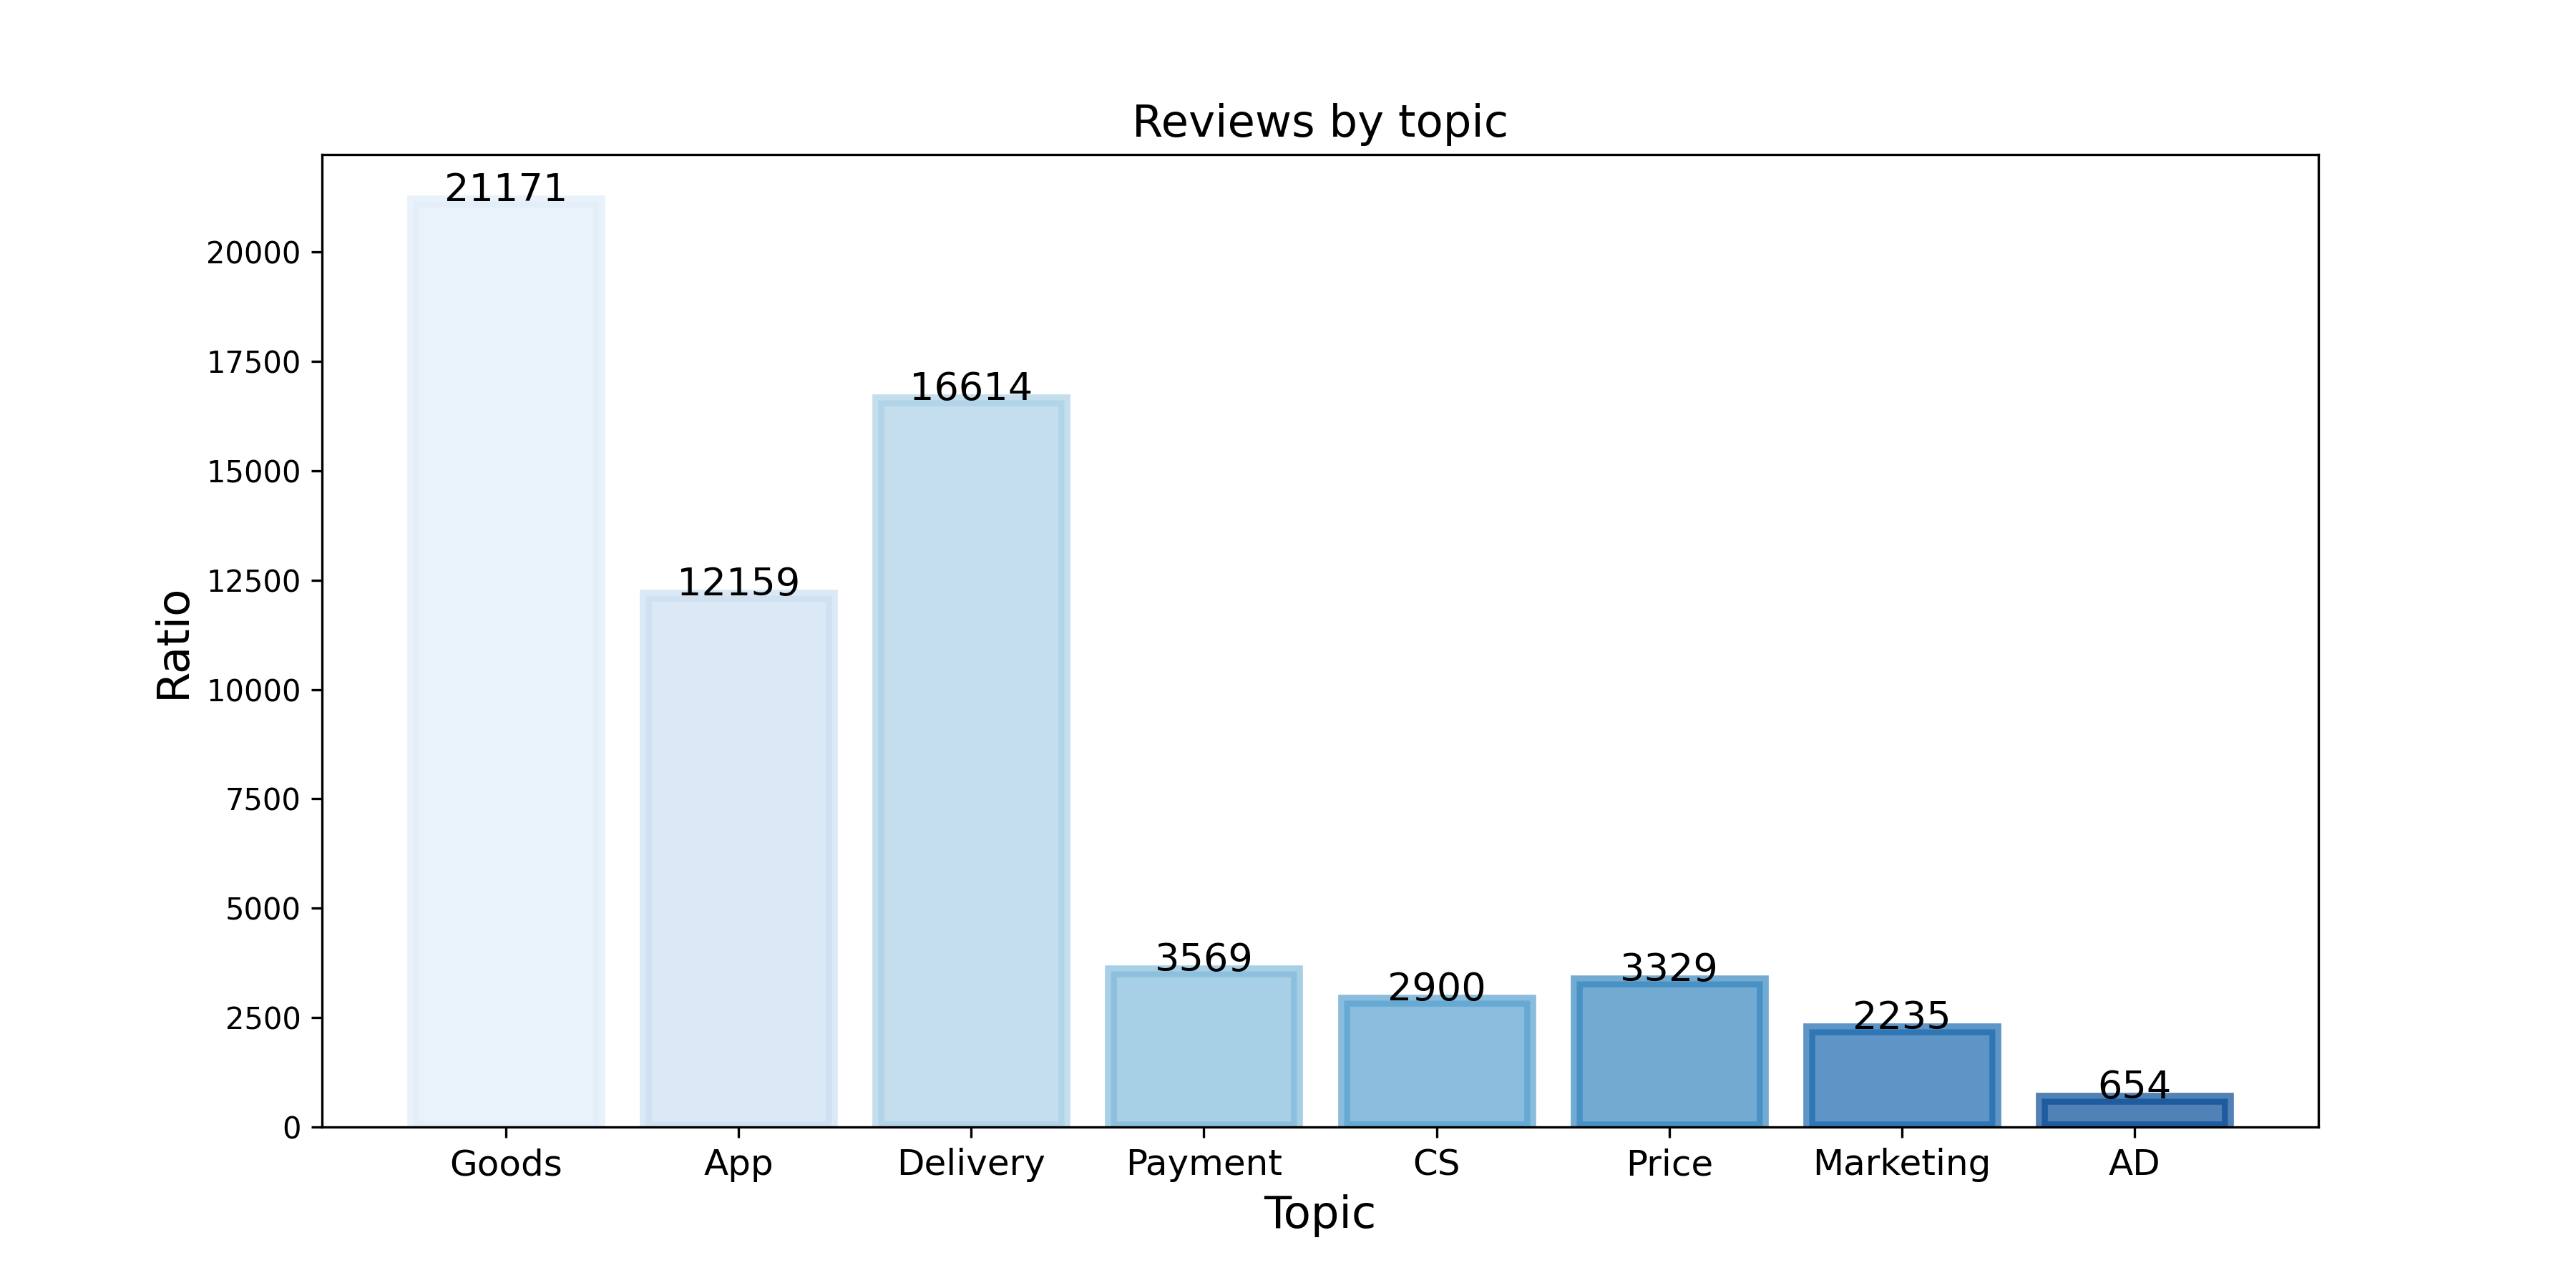 Reviews by topic
21171
12159
16614
3569
2900
3329
2235
654
Ratio
20000
17500
15000
12500
10000
7500
5000
2500
0
Goods
App
Delivery
Payment
CS
Price
Marketing
AD
Topic